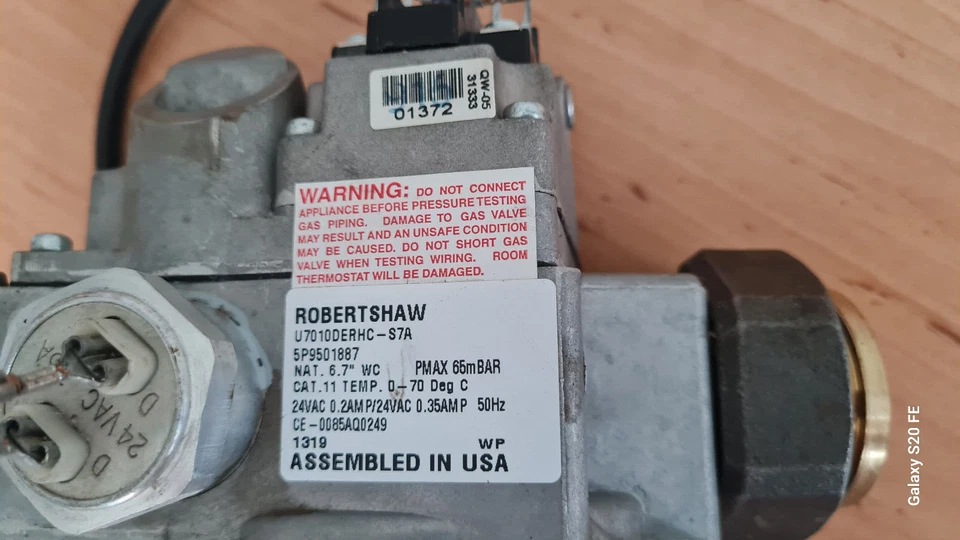 01372
QW-05
31333
WARNING: DO NOT CONNECT
APPLIANCE BEFORE PRESSURE TESTING
GAS PIPING. DAMAGE TO GAS VALVE
MAY RESULT AND AN UNSAFE CONDITION
MAY BE CAUSED. DO NOT SHORT GAS
VALVE WHEN TESTING WIRING. ROOM
THERMOSTAT WILL BE DAMAGED.
ROBERTSHAW
U7010DERHC-S7A
5P9501887
NAT. 6.7" WC PMAX 65mBAR
CAT.11 TEMP. 0-70 Deg C
24VAC 0.2AMP/24VAC 0.35AMP 50Hz
CE-0085AQ0249
1319 WP
ASSEMBLED IN USA
24VAC
D
Galaxy S20 FE